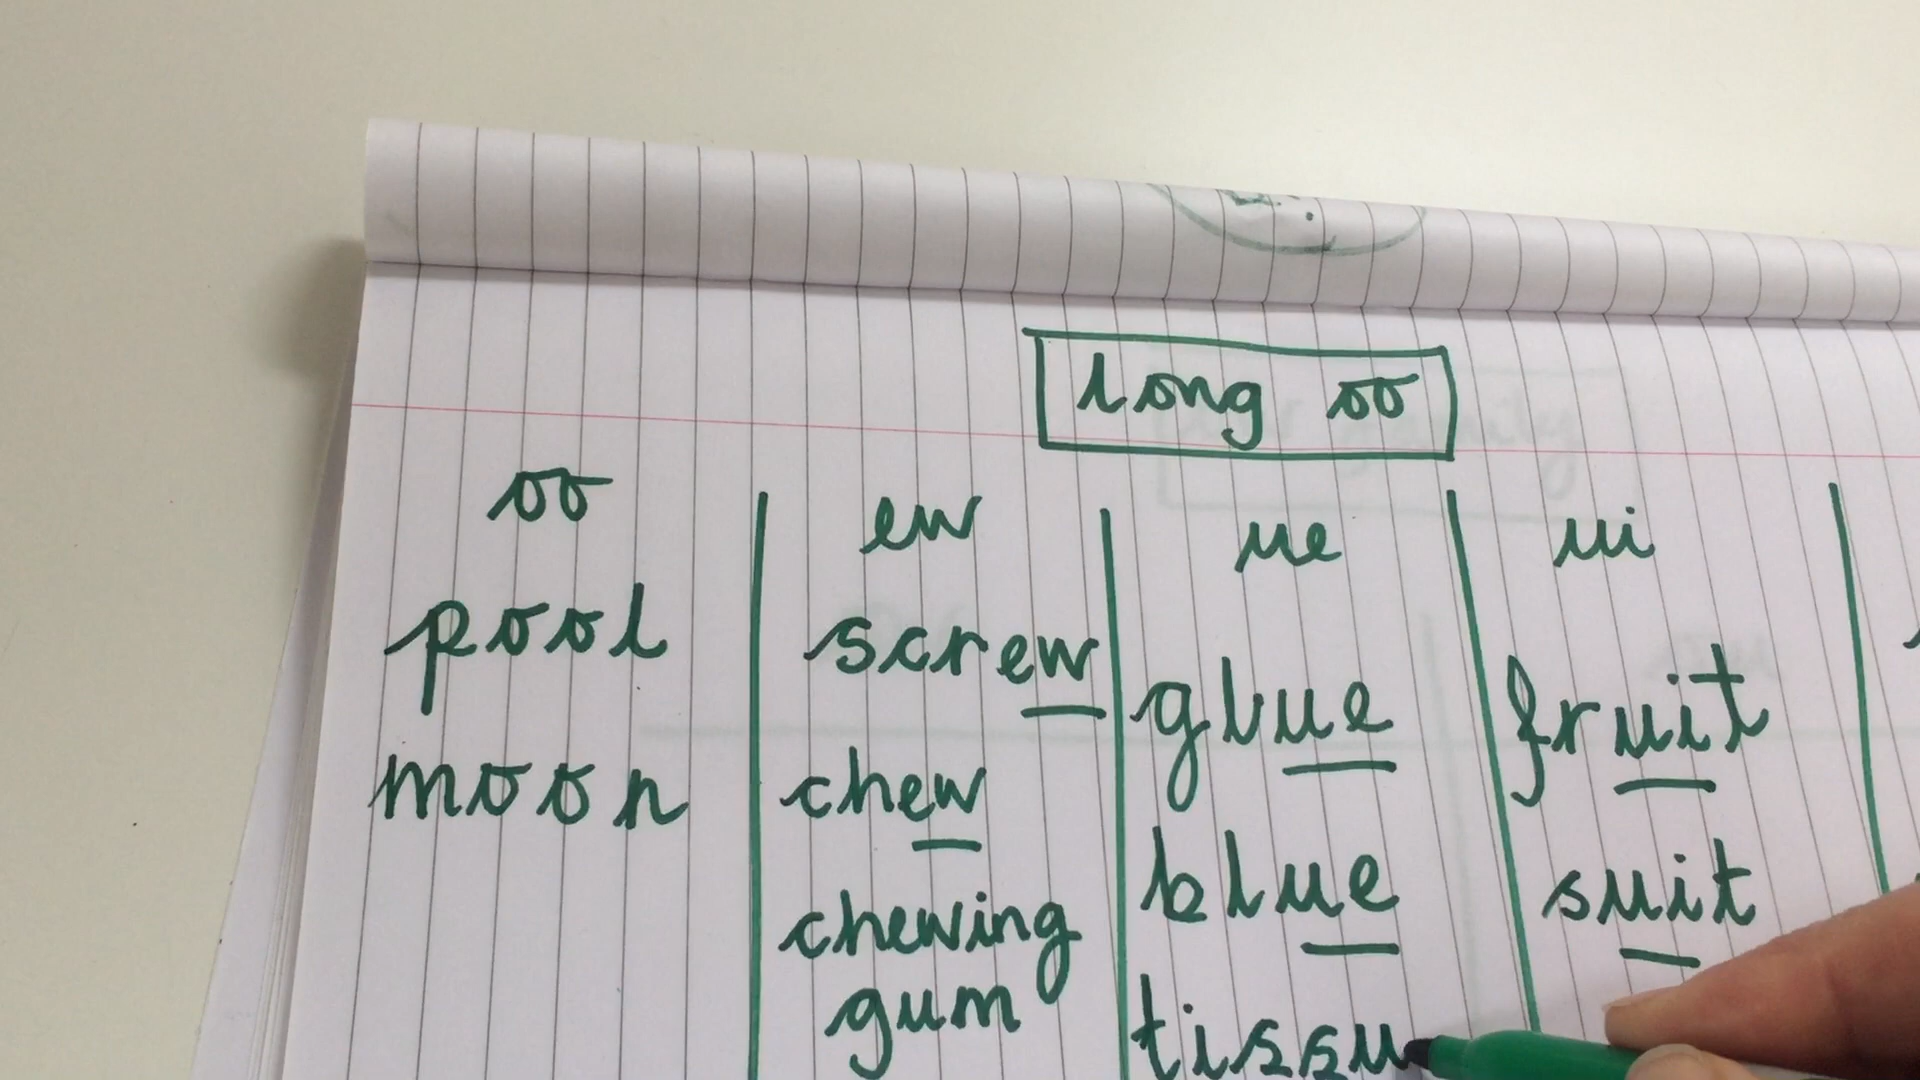 long oo
oo
pool
moon
ew
screw
chew
chewing
gum
ue
glue
blue
tissu
ui
fruit
suit